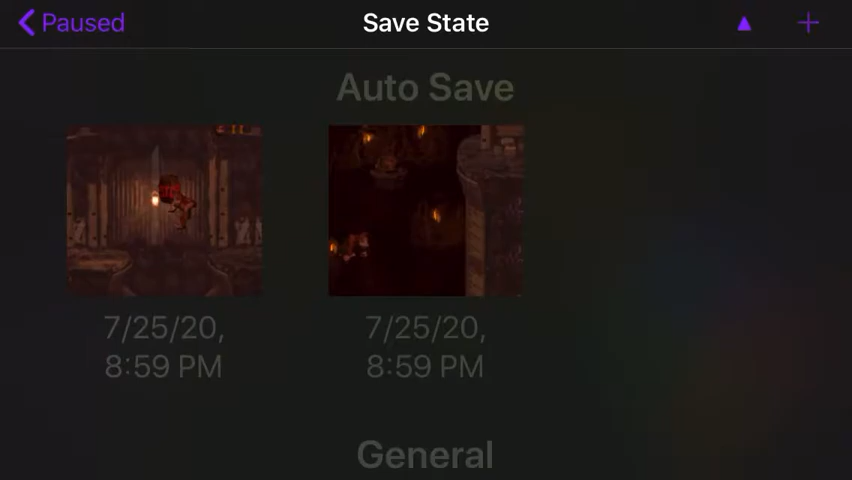 Paused
Save State
Auto Save
7/25/20,
8:59 PM
7/25/20,
8:59 PM
General